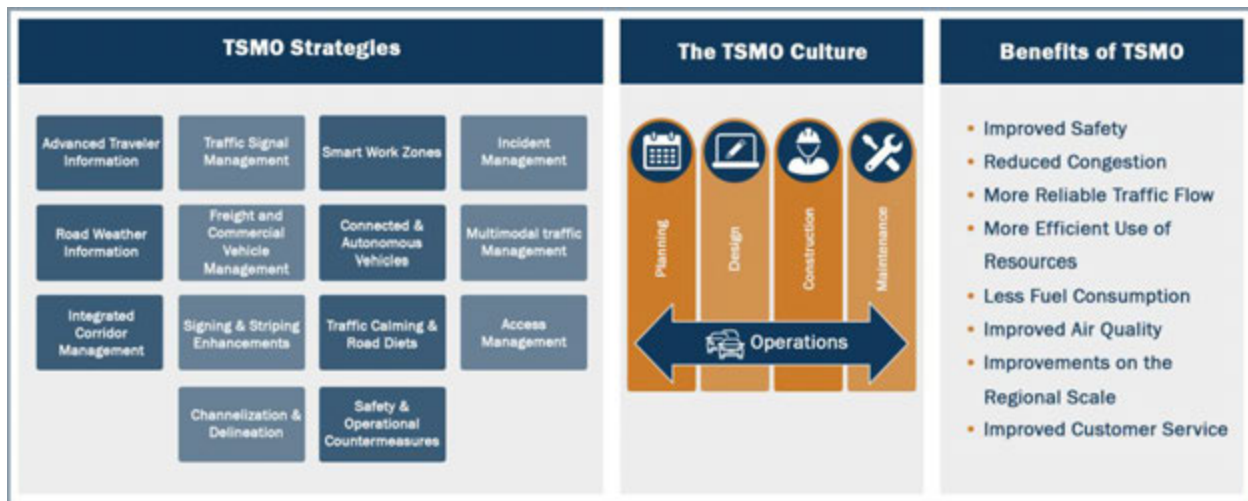 TSMO Strategies
Advanced Traveler
Information
Traffic Signal
Management
Smart Work Zones
Incident
Management
Road Weather
Information
Freight and
Commercial
Vehicle
Management
Connected &
Autonomous
Vehicles
Multimodal traffic
Management
Integrated
Corridor
Management
Signing & Striping
Enhancements
Traffic Calming &
Road Diets
Access
Management
Channelization &
Delineation
Safety &
Operational
Countermeasures
The TSMO Culture
Planning
Design
Construction
Maintenance
Operations
Benefits of TSMO
• Improved Safety
• Reduced Congestion
• More Reliable Traffic Flow
• More Efficient Use of
Resources
• Less Fuel Consumption
• Improved Air Quality
• Improvements on the
Regional Scale
• Improved Customer Service